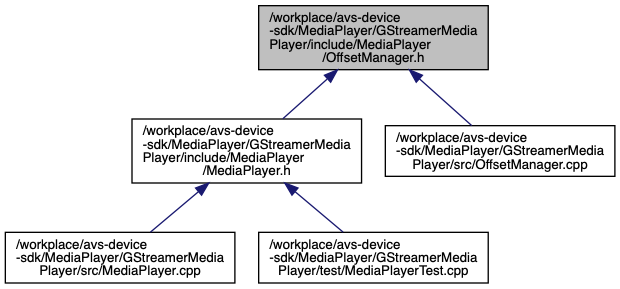 /workplace/avs-device
-sdk/MediaPlayer/GStreamerMedia
Player/include/MediaPlayer
/OffsetManager.h
/workplace/avs-device
-sdk/MediaPlayer/GStreamerMedia
Player/include/MediaPlayer
/MediaPlayer.h
/workplace/avs-device
-sdk/MediaPlayer/GStreamerMedia
Player/src/OffsetManager.cpp
/workplace/avs-device
-sdk/MediaPlayer/GStreamerMedia
Player/src/MediaPlayer.cpp
/workplace/avs-device
-sdk/MediaPlayer/GStreamerMedia
Player/test/MediaPlayerTest.cpp